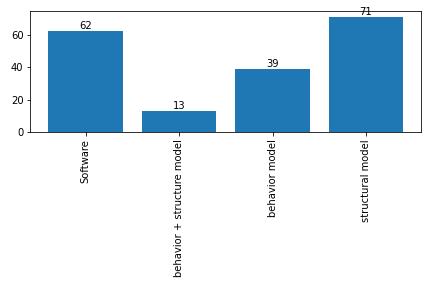 71
62
60
39
40
20
13
0
Software
behavior + structure model
behavior model
structural model